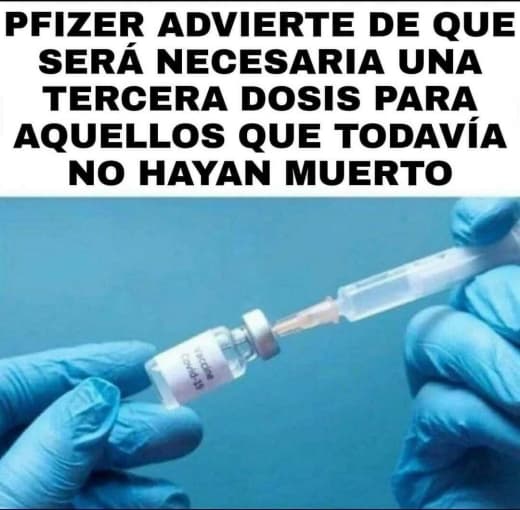 PFIZER ADVIERTE DE QUE
SERÁ NECESARIA UNA
TERCERA DOSIS PARA
AQUELLOS QUE TODAVÍA
NO HAYAN MUERTO
Vaccine
Covid-19